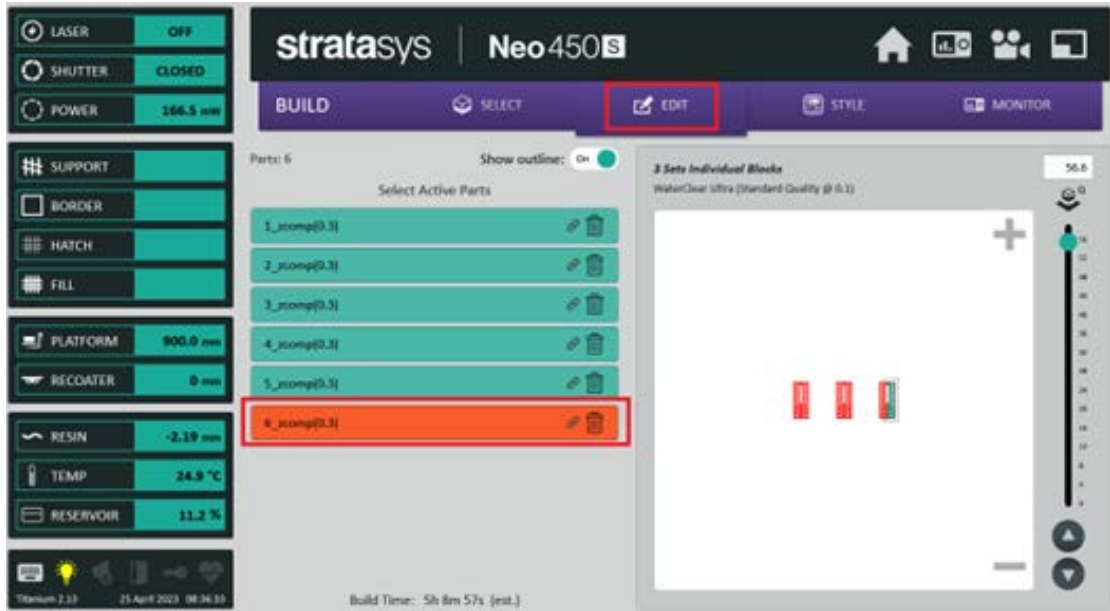 LASER OFF
SHUTTER CLOSED
POWER 166.5 mW
SUPPORT
BORDER
HATCH
FILL
PLATFORM 900.0 mm
RECOATER 0 mm
RESIN -2.19 mm
TEMP 24.9 °C
RESERVOIR 11.2 %
Titanium 2.10 25 April 2023 08:36:33
stratasys Neo450s
BUILD SELECT EDIT STYLE MONITOR
Parts: 6 Show outline: On
Select Active Parts
1_zcomp(0.3)
2_zcomp(0.3)
3_zcomp(0.3)
4_zcomp(0.3)
5_zcomp(0.3)
6_zcomp(0.3)
Build Time: 5h 8m 57s (est.)
3 Sets Individual Blocks
WaterClear Ultra (Standard Quality @ 0.1)
56.6